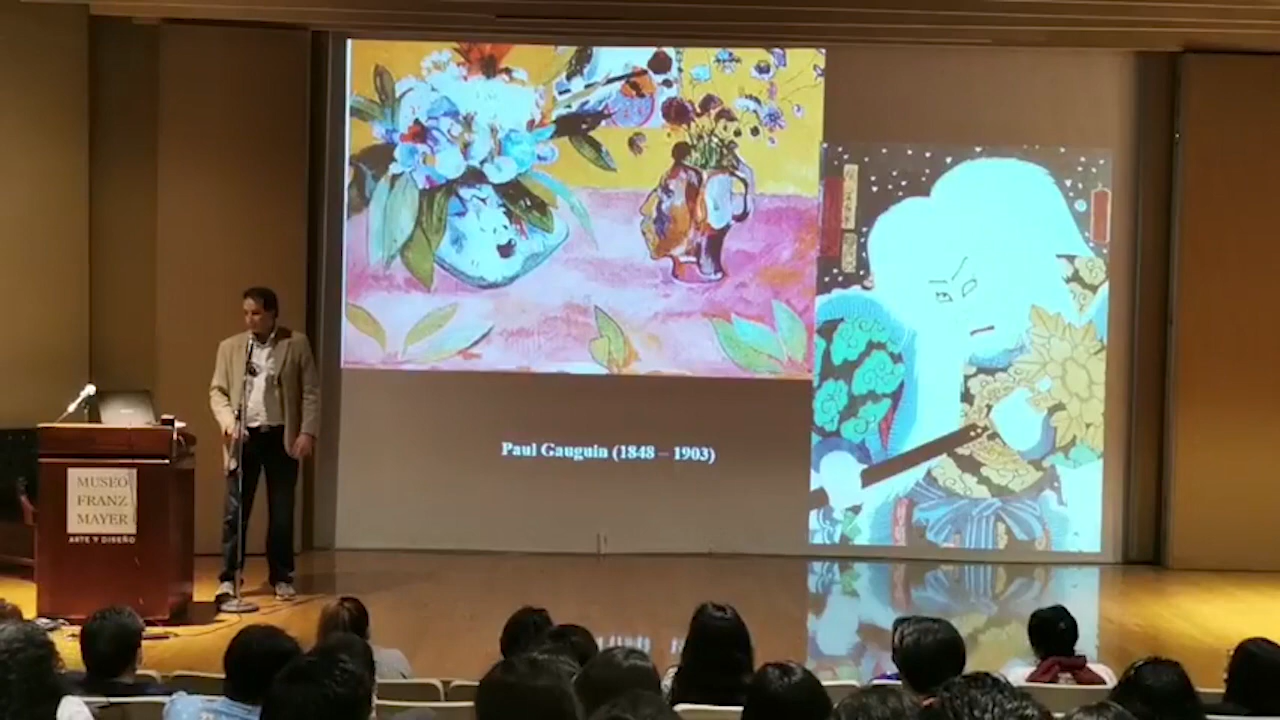 Paul Gauguin (1848 – 1903)
MUSEO
FRANZ
MAYER
ARTE Y DISEÑO